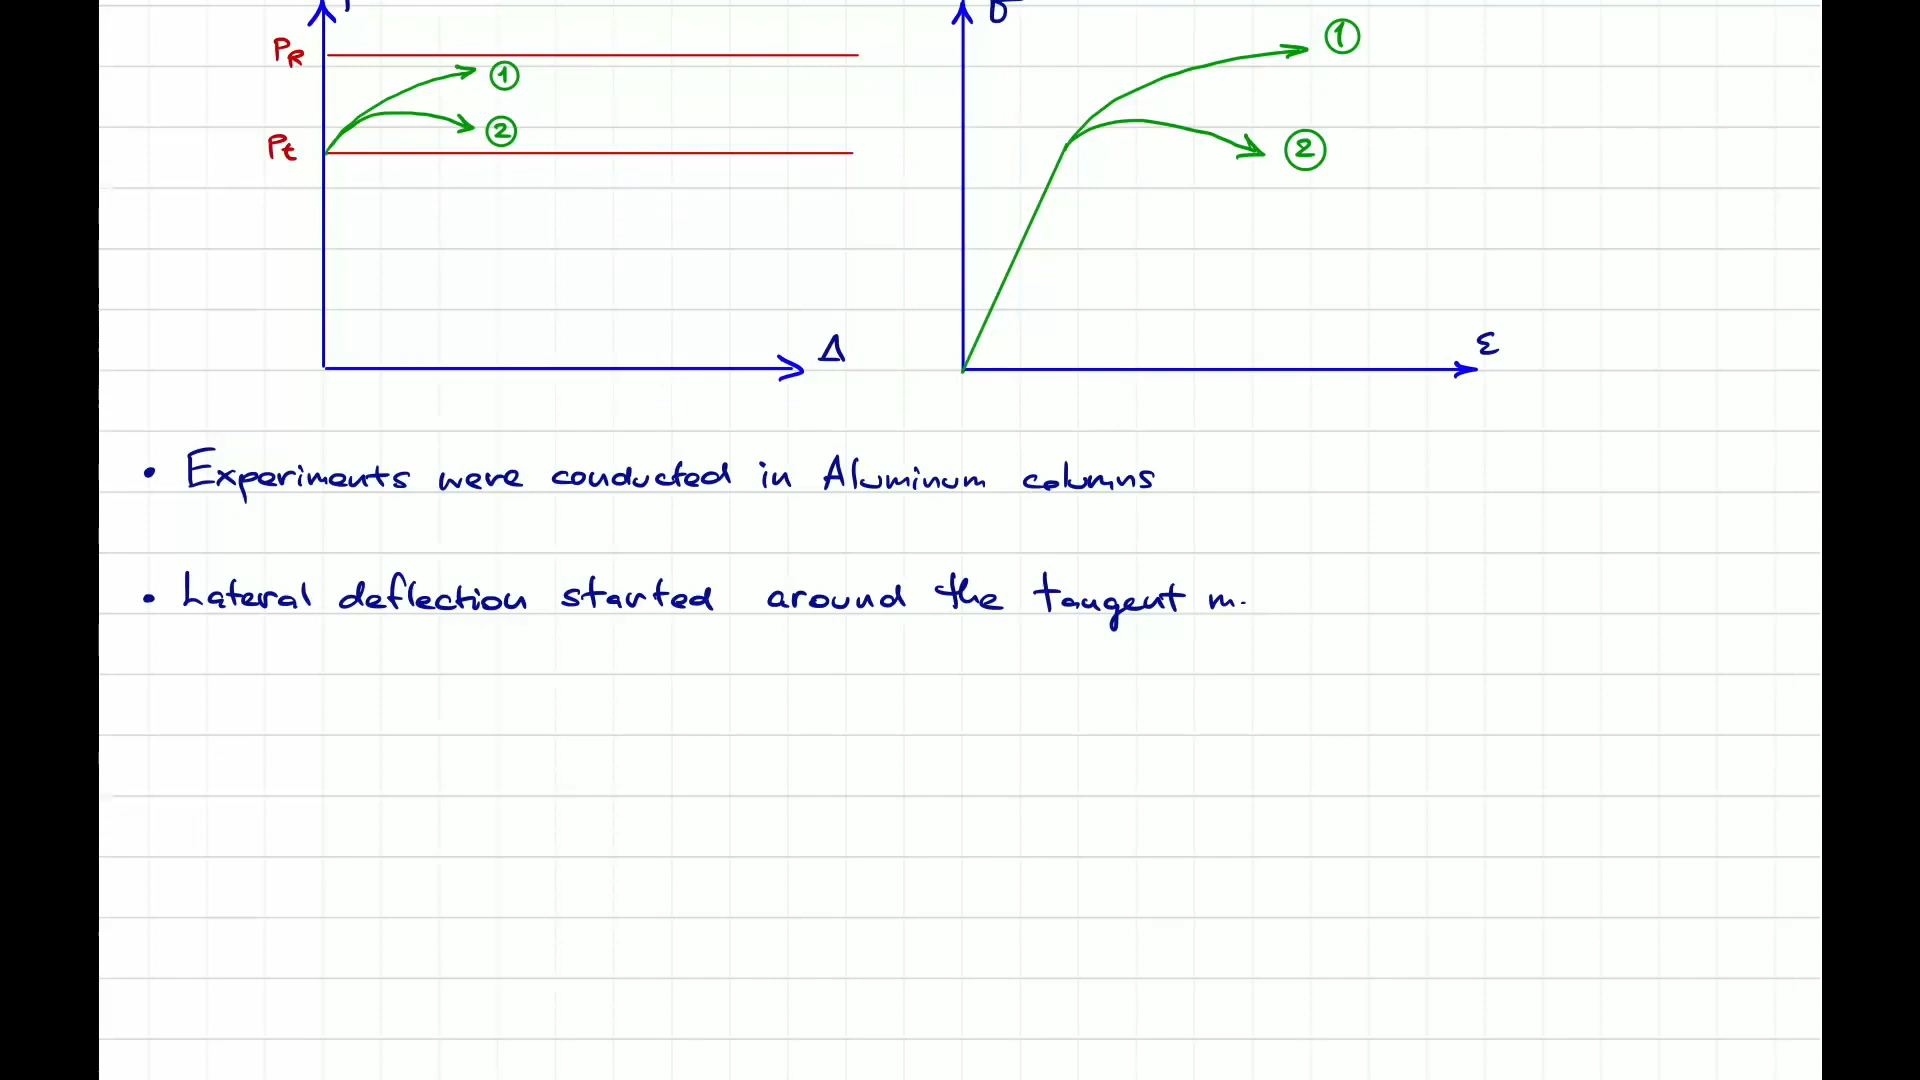 σ
P_R
①
①
P_t
②
②
Δ
ε
• Experiments were conducted in Aluminum columns
• Lateral deflection started around the tangent m.